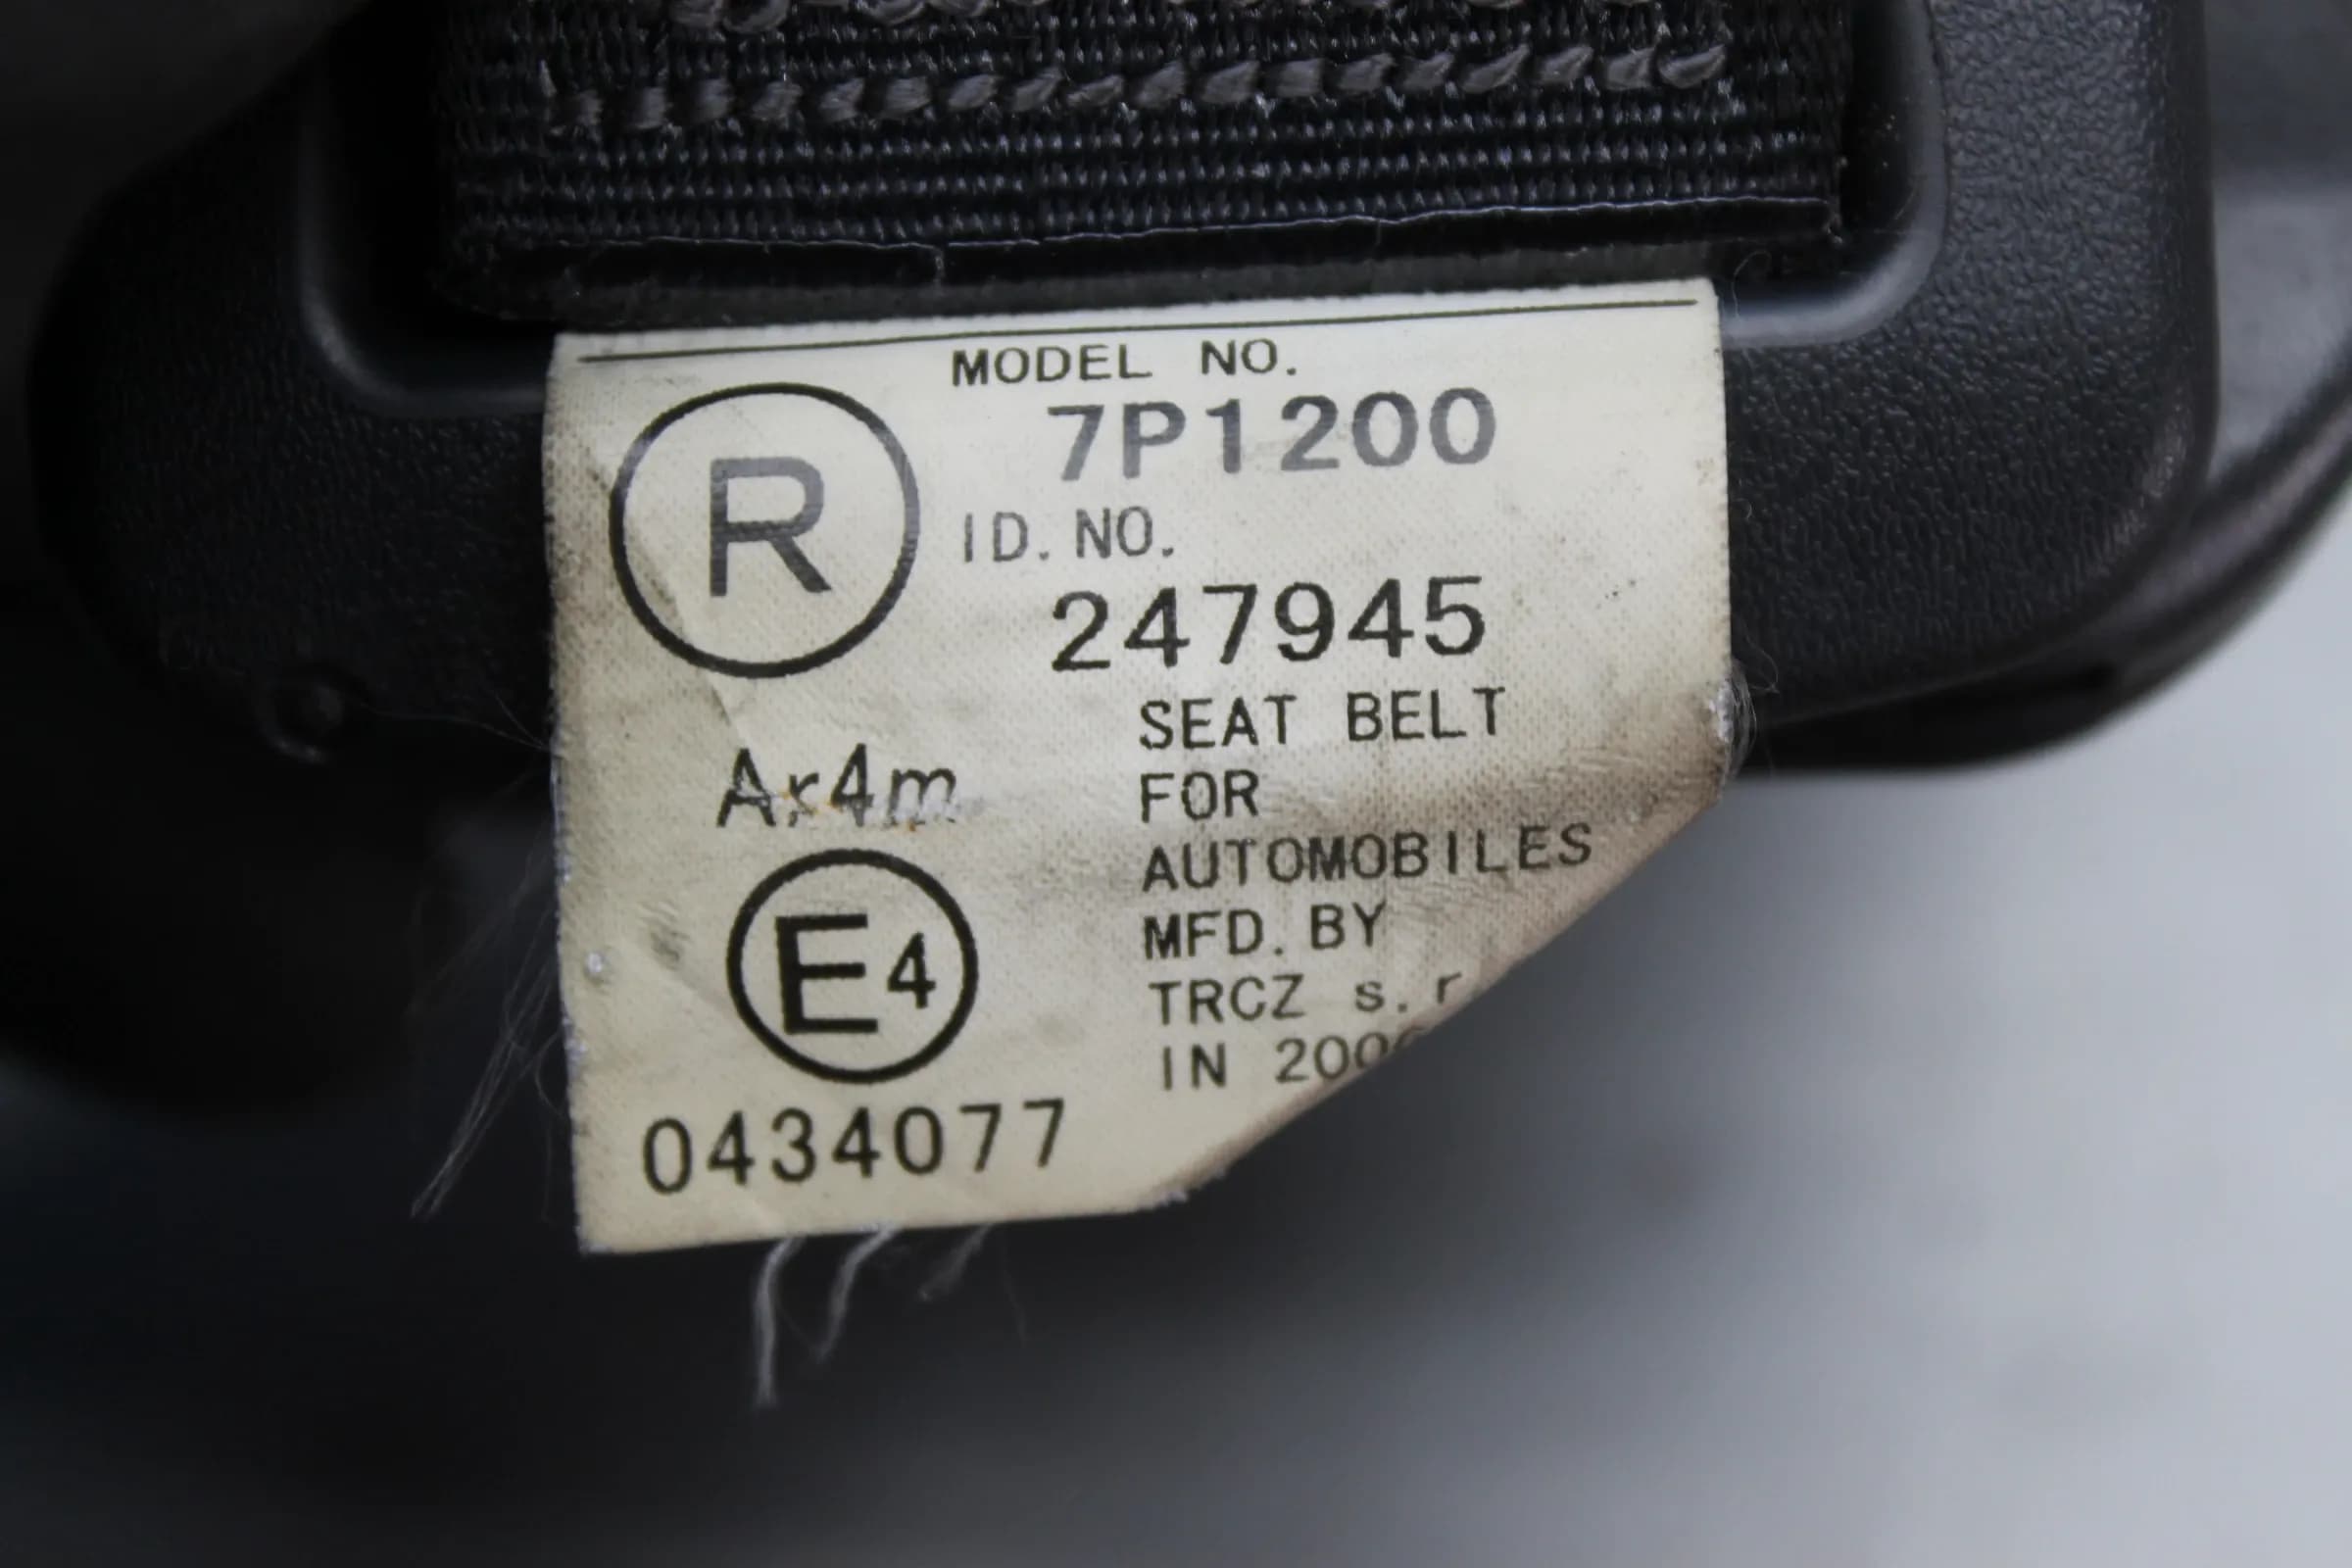 MODEL NO.
7P1200
R
ID. NO.
247945
SEAT BELT
FOR
AUTOMOBILES
MFD. BY
TRCZ s. r
IN
Ar4m
E4
0434077